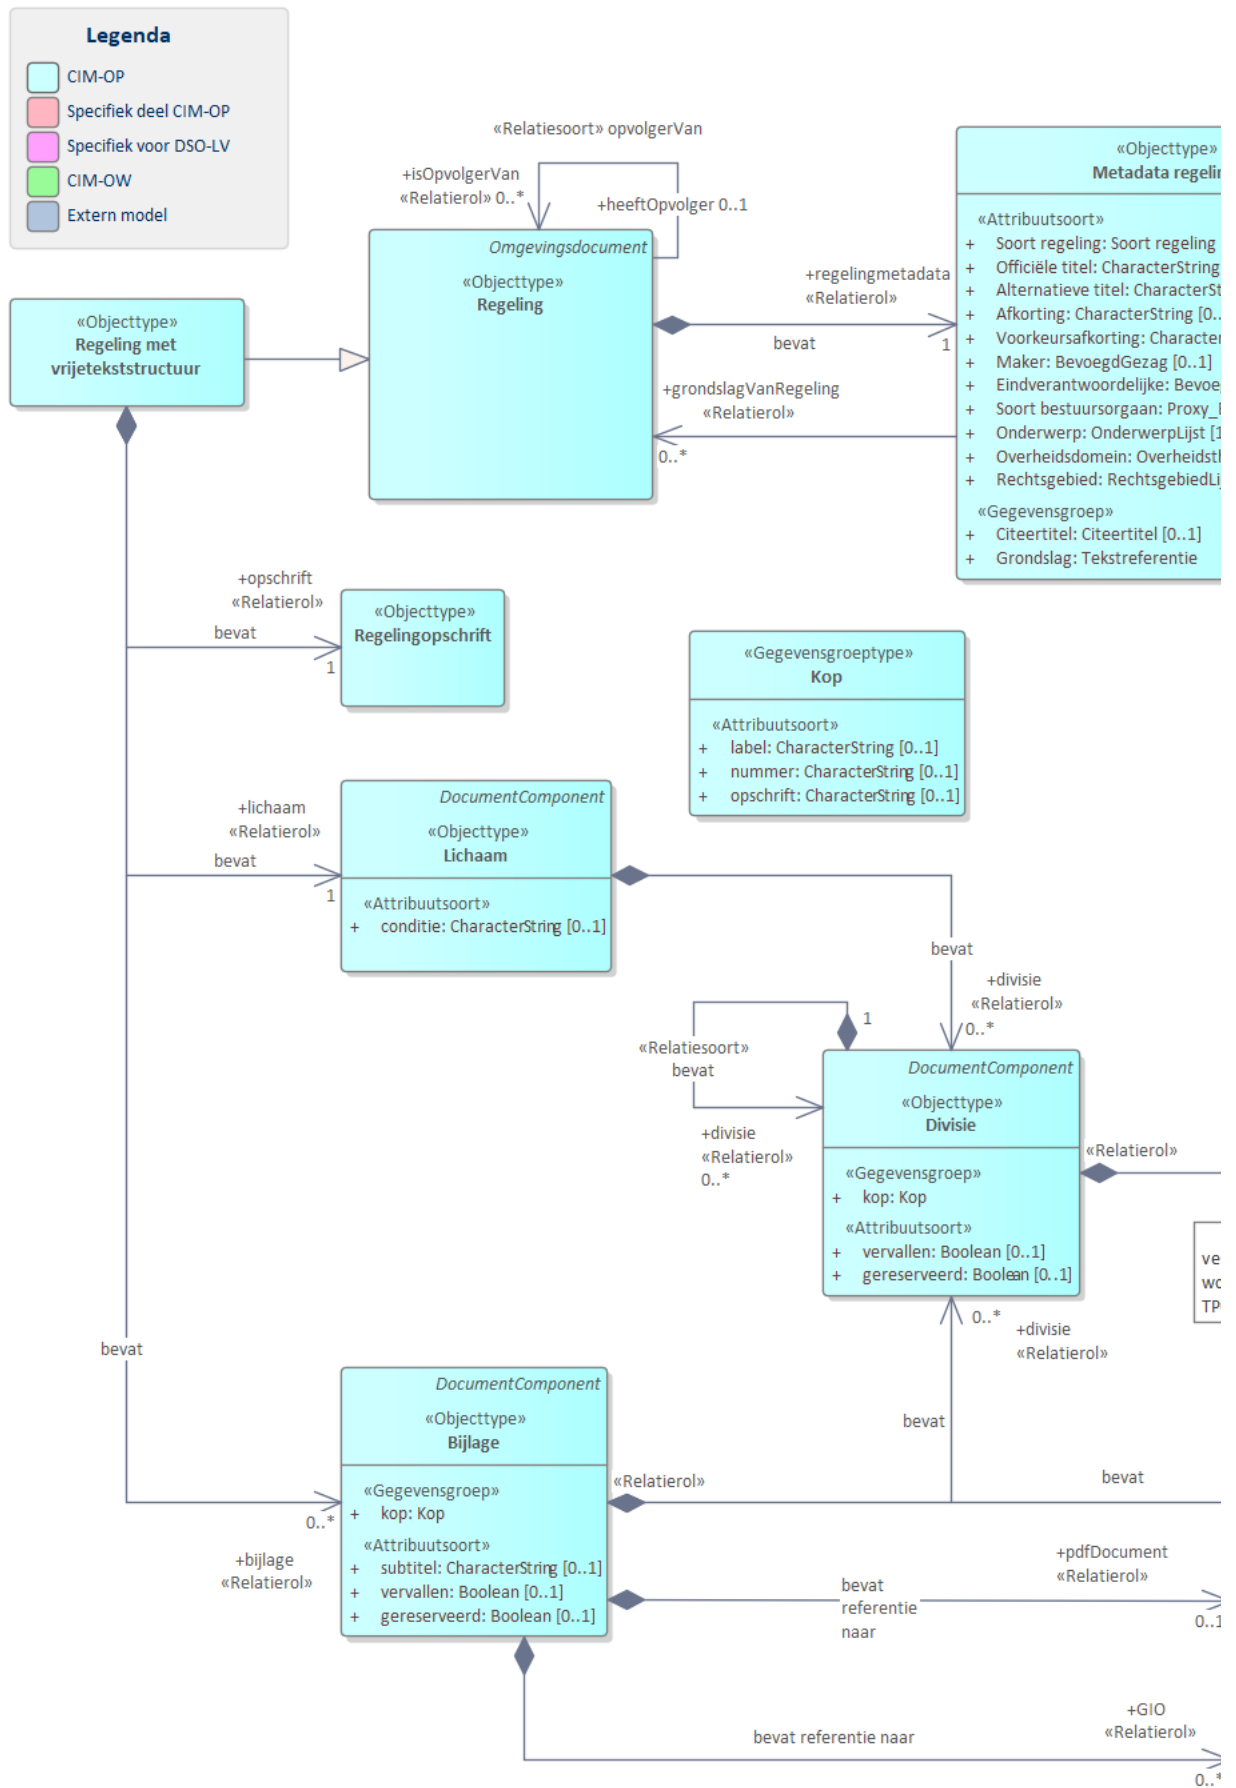 Legenda
CIM-OP
Specifiek deel CIM-OP
Specifiek voor DSO-LV
CIM-OW
Extern model
«Relatiesoort» opvolgerVan
+isOpvolgerVan
«Relatierol» 0..*
+heeftOpvolger 0..1
Omgevingsdocument
«Objecttype»
Regeling
«Objecttype»
Regeling met
vrijetekststructuur
+regelingmetadata
«Relatierol»
bevat
1
+grondslagVanRegeling
«Relatierol»
0..*
«Objecttype»
Metadata regelin
«Attribuutsoort»
+ Soort regeling: Soort regeling
+ Officiële titel: CharacterString
+ Alternatieve titel: CharacterSt
+ Afkorting: CharacterString [0..
+ Voorkeursafkorting: Character
+ Maker: BevoegdGezag [0..1]
+ Eindverantwoordelijke: Bevoeg
+ Soort bestuursorgaan: Proxy_
+ Onderwerp: OnderwerpLijst [1
+ Overheidsdomein: Overheidsth
+ Rechtsgebied: RechtsgebiedLij
«Gegevensgroep»
+ Citeertitel: Citeertitel [0..1]
+ Grondslag: Tekstreferentie
+opschrift
«Relatierol»
bevat
1
«Objecttype»
Regelingopschrift
«Gegevensgroeptype»
Kop
«Attribuutsoort»
+ label: CharacterString [0..1]
+ nummer: CharacterString [0..1]
+ opschrift: CharacterString [0..1]
+lichaam
«Relatierol»
bevat
1
DocumentComponent
«Objecttype»
Lichaam
«Attribuutsoort»
+ conditie: CharacterString [0..1]
bevat
+divisie
«Relatierol»
0..*
1
«Relatiesoort»
bevat
+divisie
«Relatierol»
0..*
DocumentComponent
«Objecttype»
Divisie
«Gegevensgroep»
+ kop: Kop
«Attribuutsoort»
+ vervallen: Boolean [0..1]
+ gereserveerd: Boolean [0..1]
«Relatierol»
ve
wo
TP
0..*
+divisie
«Relatierol»
bevat
bevat
DocumentComponent
«Objecttype»
Bijlage
«Gegevensgroep»
+ kop: Kop
«Attribuutsoort»
+ subtitel: CharacterString [0..1]
+ vervallen: Boolean [0..1]
+ gereserveerd: Boolean [0..1]
0..*
+bijlage
«Relatierol»
«Relatierol»
bevat
+pdfDocument
«Relatierol»
bevat
referentie
naar
0..1
+GIO
«Relatierol»
bevat referentie naar
0..*